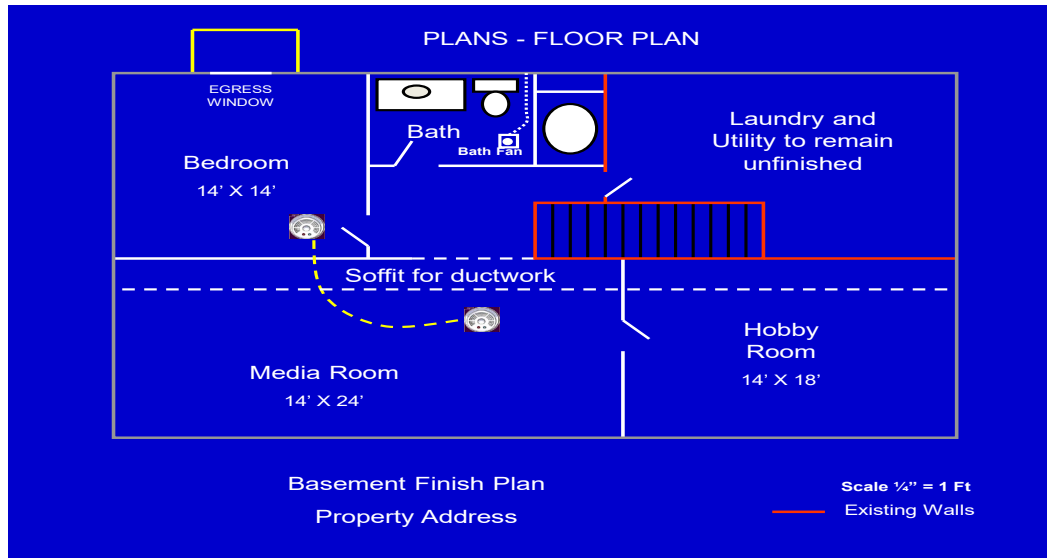 PLANS - FLOOR PLAN
EGRESS
WINDOW
Bedroom
14’ X 14’
Bath
Bath Fan
Laundry and
Utility to remain
unfinished
Soffit for ductwork
Media Room
14’ X 24’
Hobby
Room
14’ X 18’
Basement Finish Plan
Property Address
Scale ¼” = 1 Ft
Existing Walls